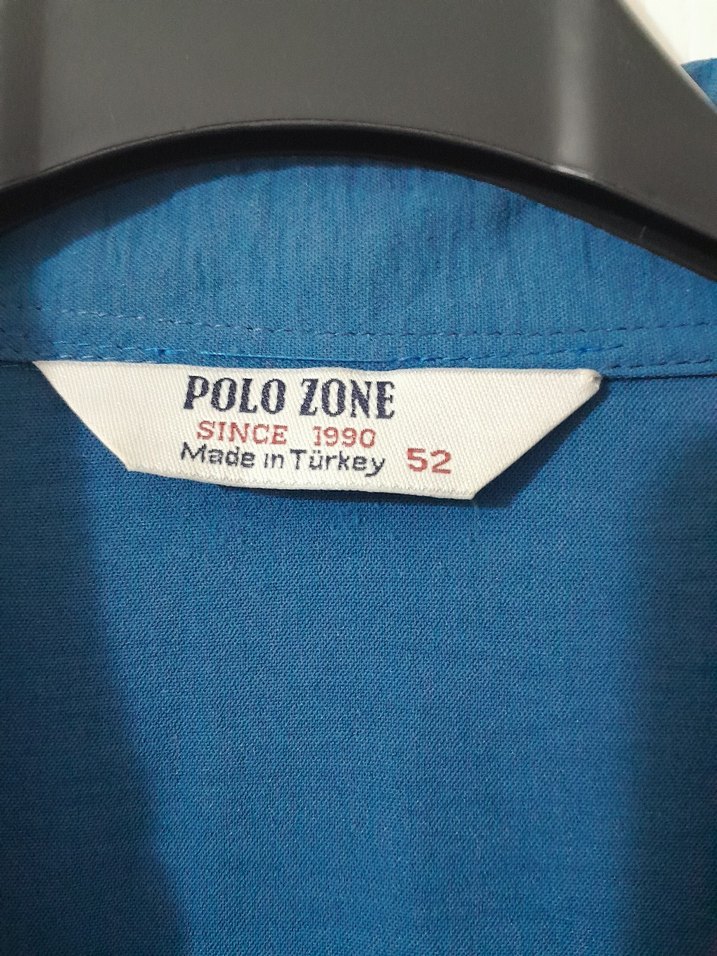 POLO ZONE
SINCE 1990
Made in Türkey 52